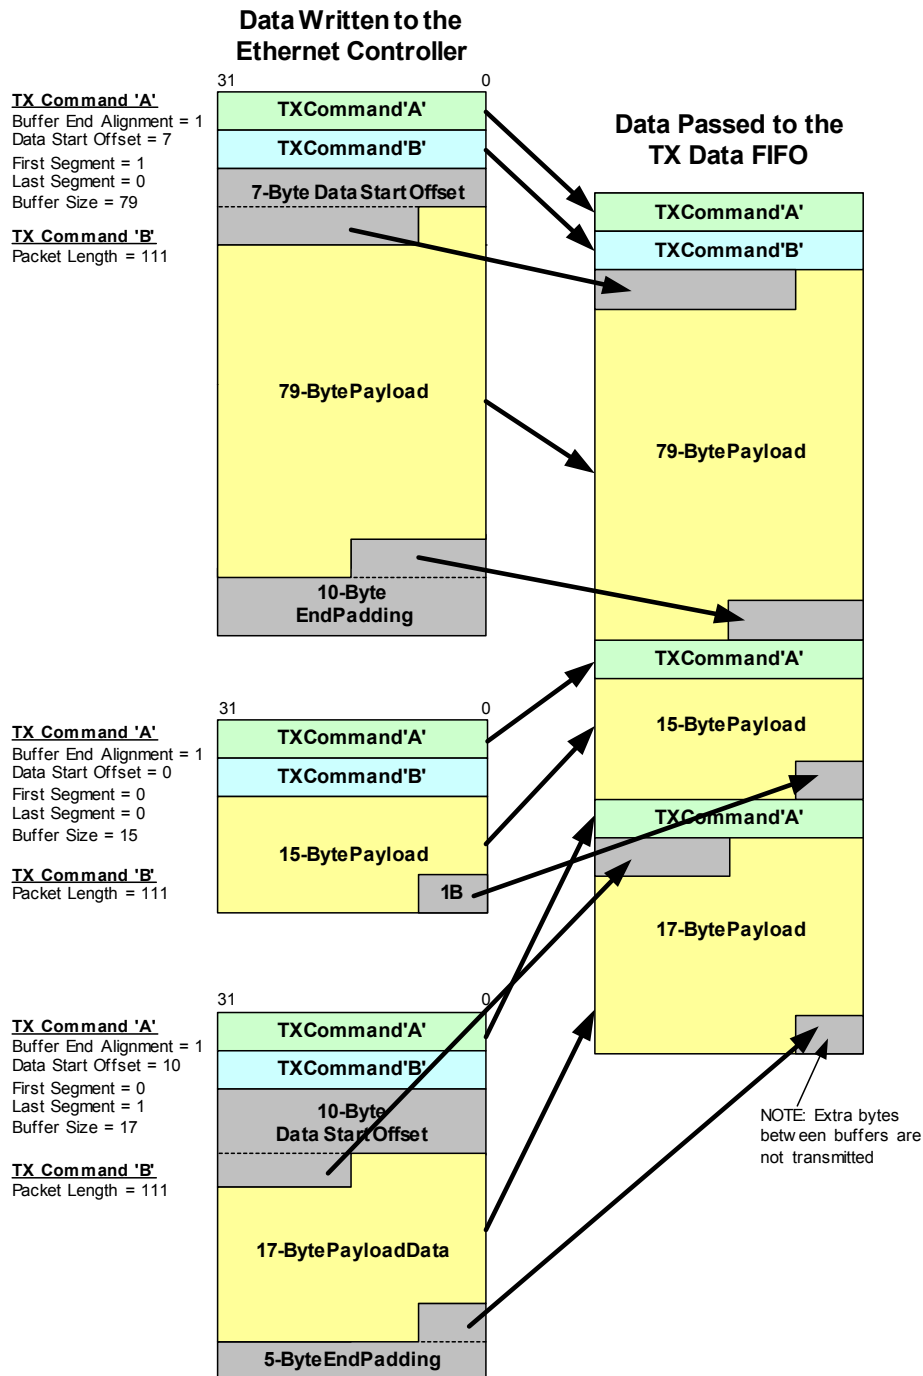 Data Written to the
Ethernet Controller
31 0
TX Command 'A'
Buffer End Alignment = 1
Data Start Offset = 7
First Segment = 1
Last Segment = 0
Buffer Size = 79
TX Command 'B'
Packet Length = 111
TXCommand'A'
TXCommand'B'
7-Byte Data StartOffset
79-BytePayload
10-Byte
EndPadding
Data Passed to the
TX Data FIFO
TXCommand'A'
TXCommand'B'
79-BytePayload
TXCommand'A'
15-BytePayload
TXCommand'A'
17-BytePayload
NOTE: Extra bytes
between buffers are
not transmitted
31 0
TX Command 'A'
Buffer End Alignment = 1
Data Start Offset = 0
First Segment = 0
Last Segment = 0
Buffer Size = 15
TX Command 'B'
Packet Length = 111
TXCommand'A'
TXCommand'B'
15-BytePayload
1B
31 0
TX Command 'A'
Buffer End Alignment = 1
Data Start Offset = 10
First Segment = 0
Last Segment = 1
Buffer Size = 17
TX Command 'B'
Packet Length = 111
TXCommand'A'
TXCommand'B'
10-Byte
Data StartOffset
17-BytePayloadData
5-ByteEndPadding